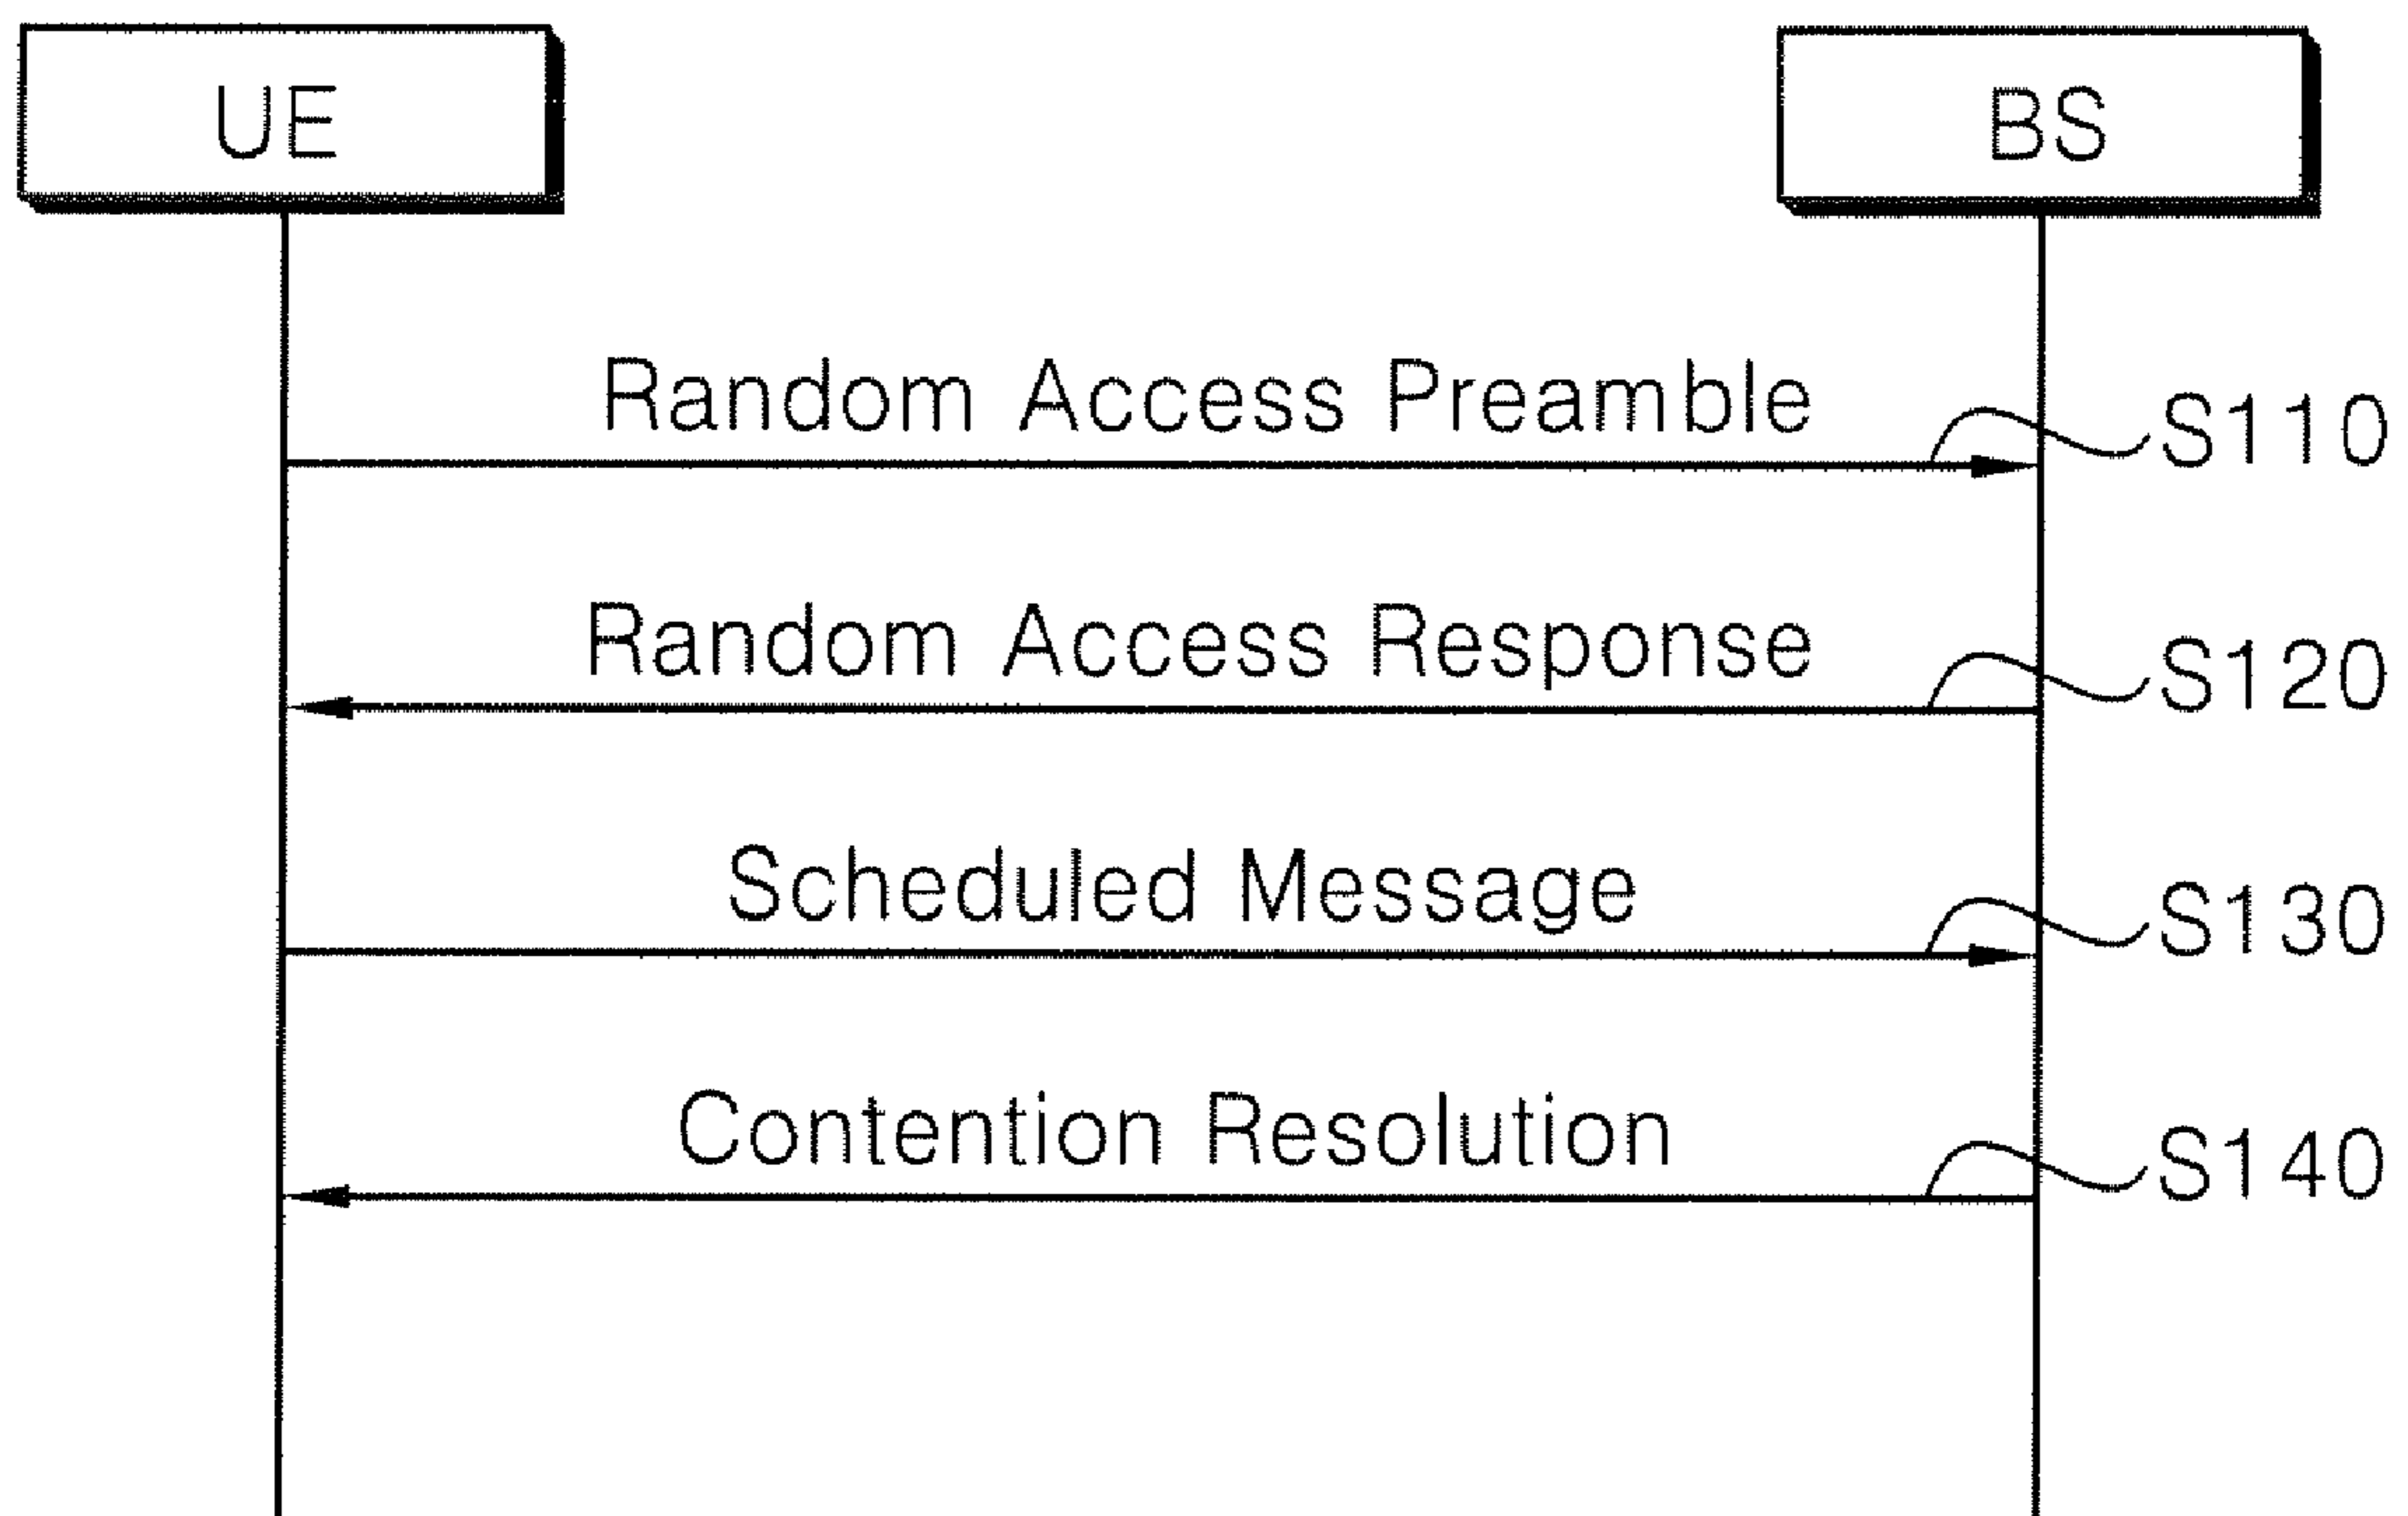 UE
BS
Random Access Preamble
S110
Random Access Response
S120
Scheduled Message
S130
Contention Resolution
S140